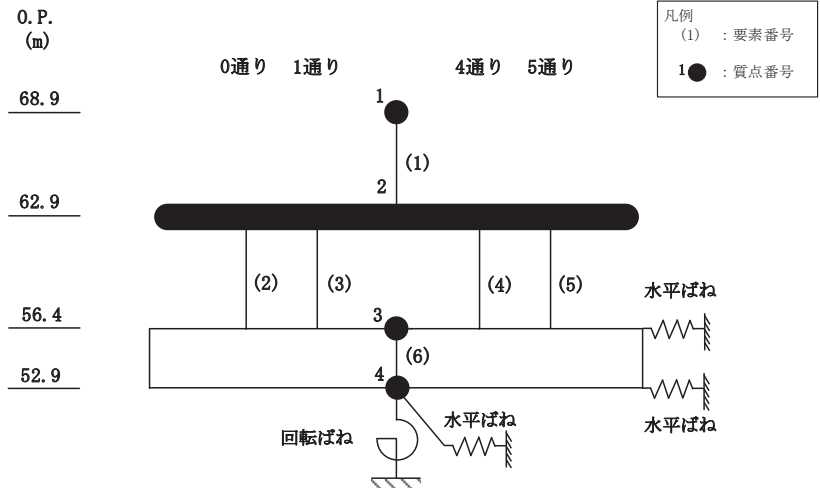 O.P.
(m)
凡例
(1) ：要素番号
1 ：質点番号
0通り 1通り 4通り 5通り
68.9
1
(1)
2
62.9
(2) (3) (4) (5)
水平ばね
56.4
3
(6)
52.9
4
水平ばね
水平ばね
回転ばね